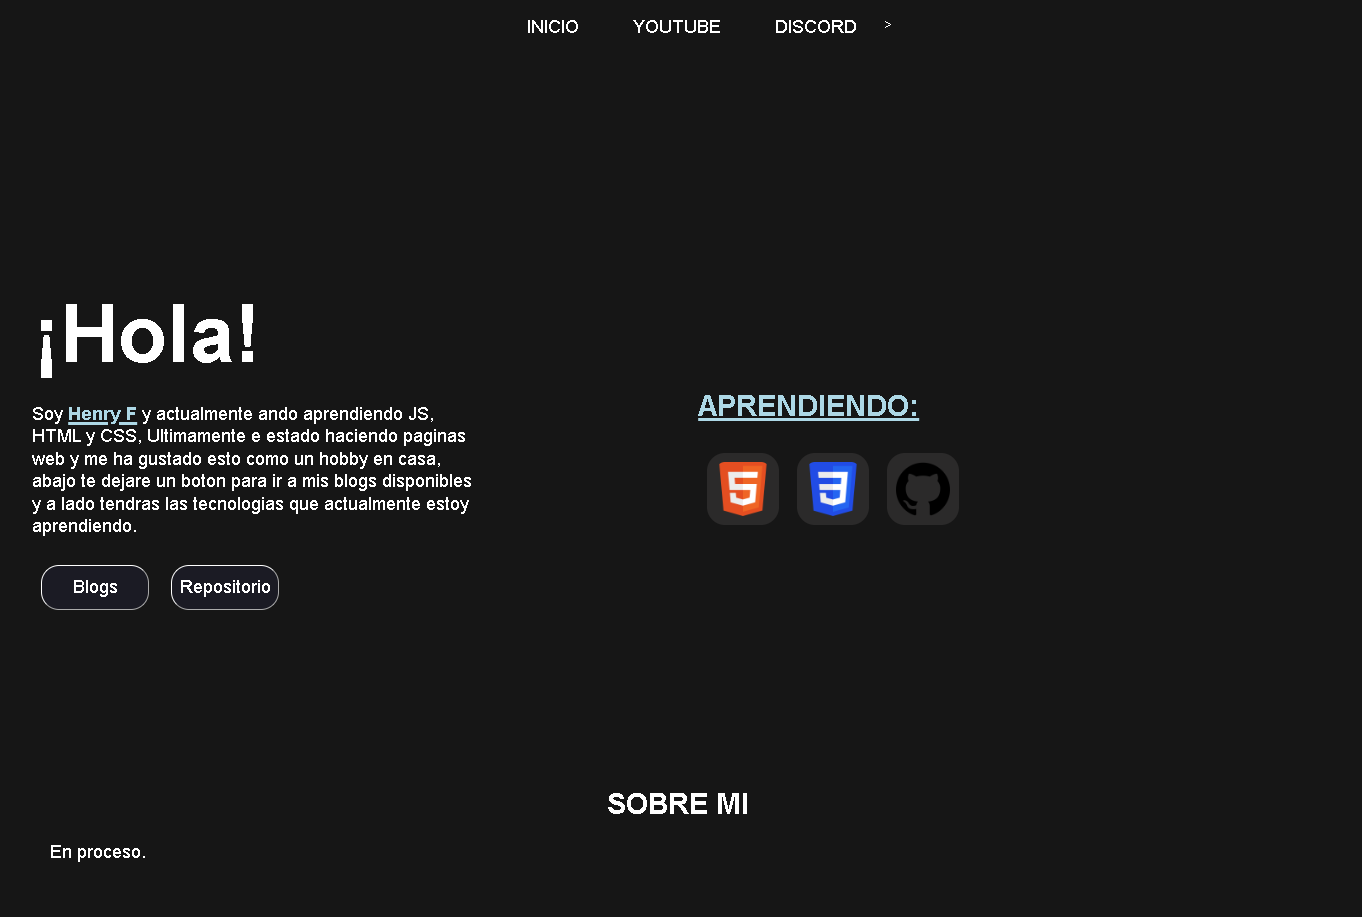 INICIO YOUTUBE DISCORD >
¡Hola!
Soy Henry F y actualmente ando aprendiendo JS,
HTML y CSS, Ultimamente e estado haciendo paginas
web y me ha gustado esto como un hobby en casa,
abajo te dejare un boton para ir a mis blogs disponibles
y a lado tendras las tecnologias que actualmente estoy
aprendiendo.
Blogs Repositorio
APRENDIENDO:
SOBRE MI
En proceso.